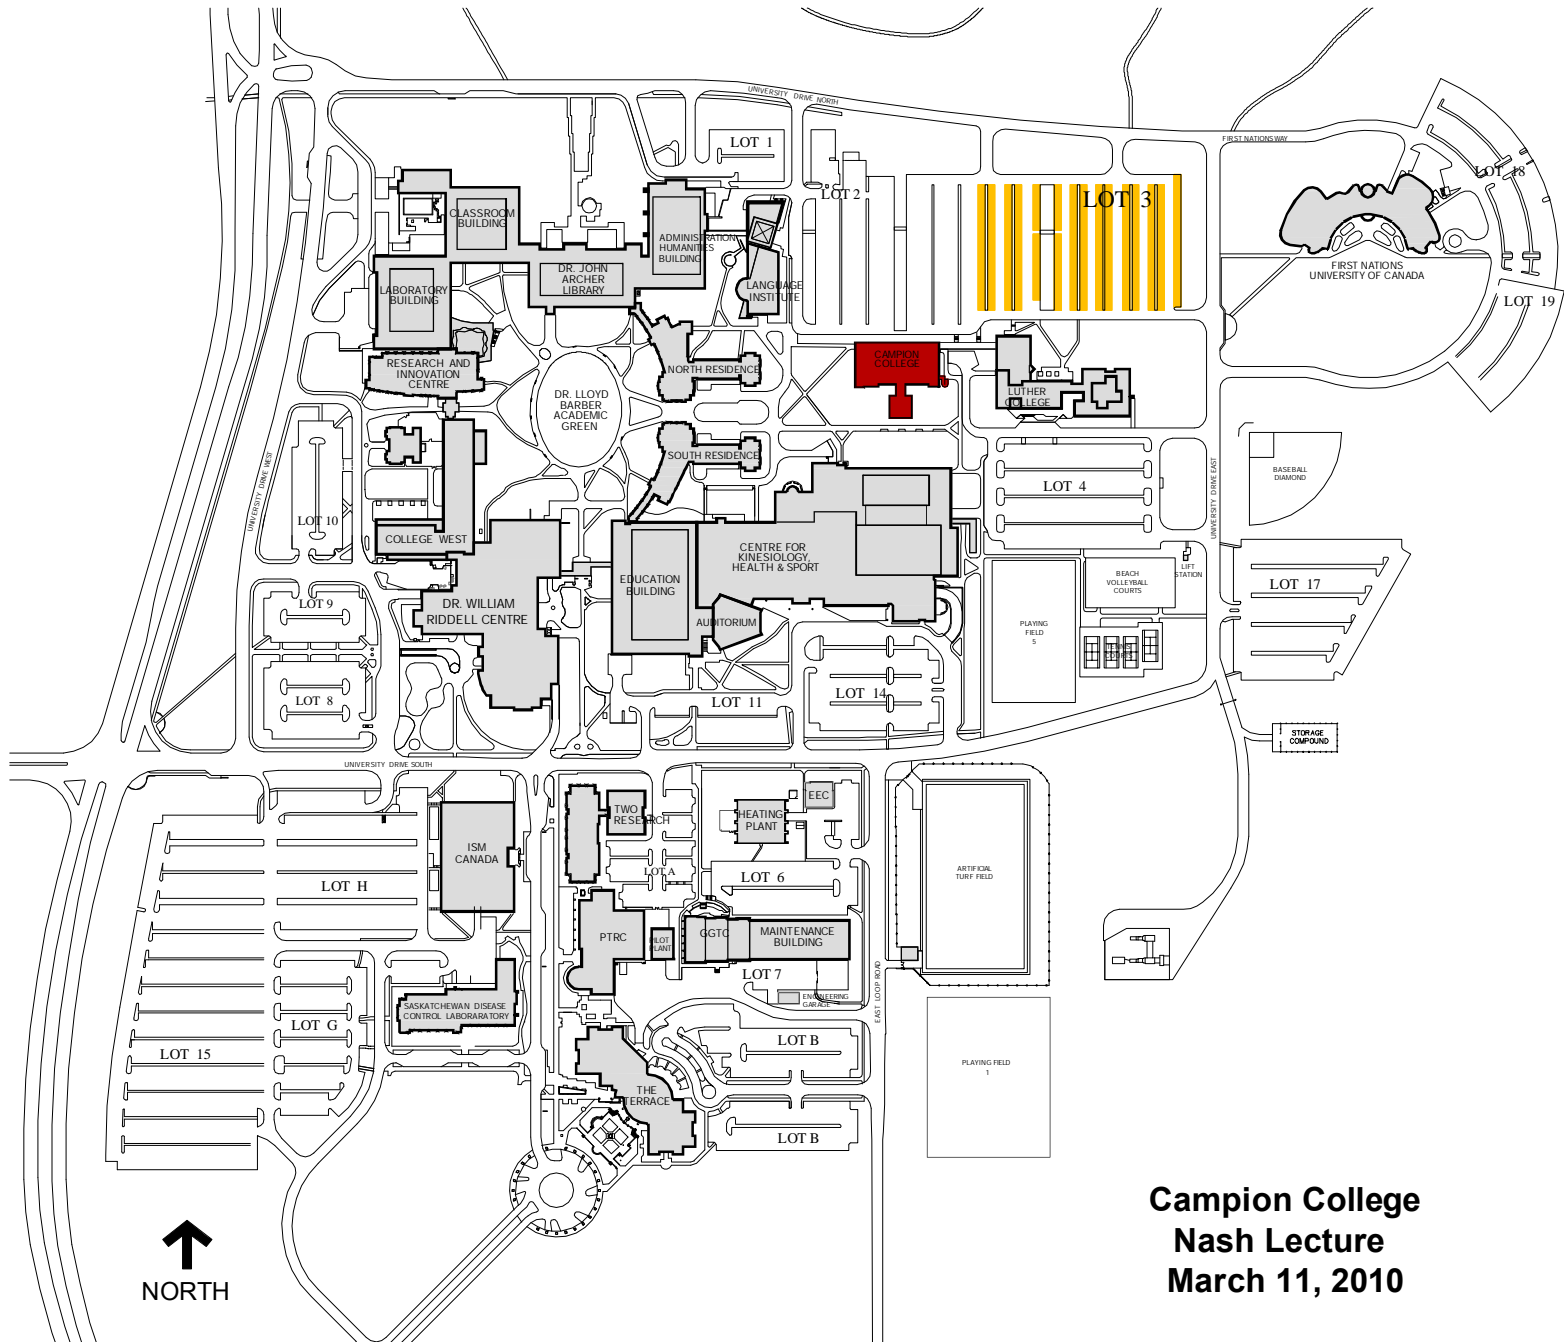 UNIVERSITY DRIVE NORTH
FIRST NATIONS WAY
LOT 1
LOT 2
LOT 3
LOT 18
CLASSROOM
BUILDING
ADMINISTRATION
HUMANITIES
BUILDING
DR. JOHN
ARCHER
LIBRARY
LABORATORY
BUILDING
LANGUAGE
INSTITUTE
FIRST NATIONS
UNIVERSITY OF CANADA
LOT 19
RESEARCH AND
INNOVATION
CENTRE
NORTH RESIDENCE
CAMPION
COLLEGE
LUTHER
COLLEGE
DR. LLOYD
BARBER
ACADEMIC
GREEN
SOUTH RESIDENCE
UNIVERSITY DRIVE WEST
UNIVERSITY DRIVE EAST
BASEBALL
DIAMOND
LOT 4
LOT 10
COLLEGE WEST
CENTRE FOR
KINESIOLOGY,
HEALTH & SPORT
EDUCATION
BUILDING
BEACH
VOLLEYBALL
COURTS
LIFT
STATION
LOT 17
LOT 9
DR. WILLIAM
RIDDELL CENTRE
AUDITORIUM
PLAYING
FIELD
5
TENNIS
COURTS
LOT 8
LOT 11
LOT 14
STORAGE
COMPOUND
UNIVERSITY DRIVE SOUTH
TWO
RESEARCH
HEATING
PLANT
EEC
ISM
CANADA
LOT H
LOT A
LOT 6
ARTIFICIAL
TURF FIELD
PTRC
PILOT
PLANT
GGTC
MAINTENANCE
BUILDING
LOT 7
ENGINEERING
GARAGE
EAST LOOP ROAD
SASKATCHEWAN DISEASE
CONTROL LABORARATORY
LOT G
LOT 15
LOT B
PLAYING FIELD
1
THE
TERRACE
LOT B
NORTH
Campion College
Nash Lecture
March 11, 2010